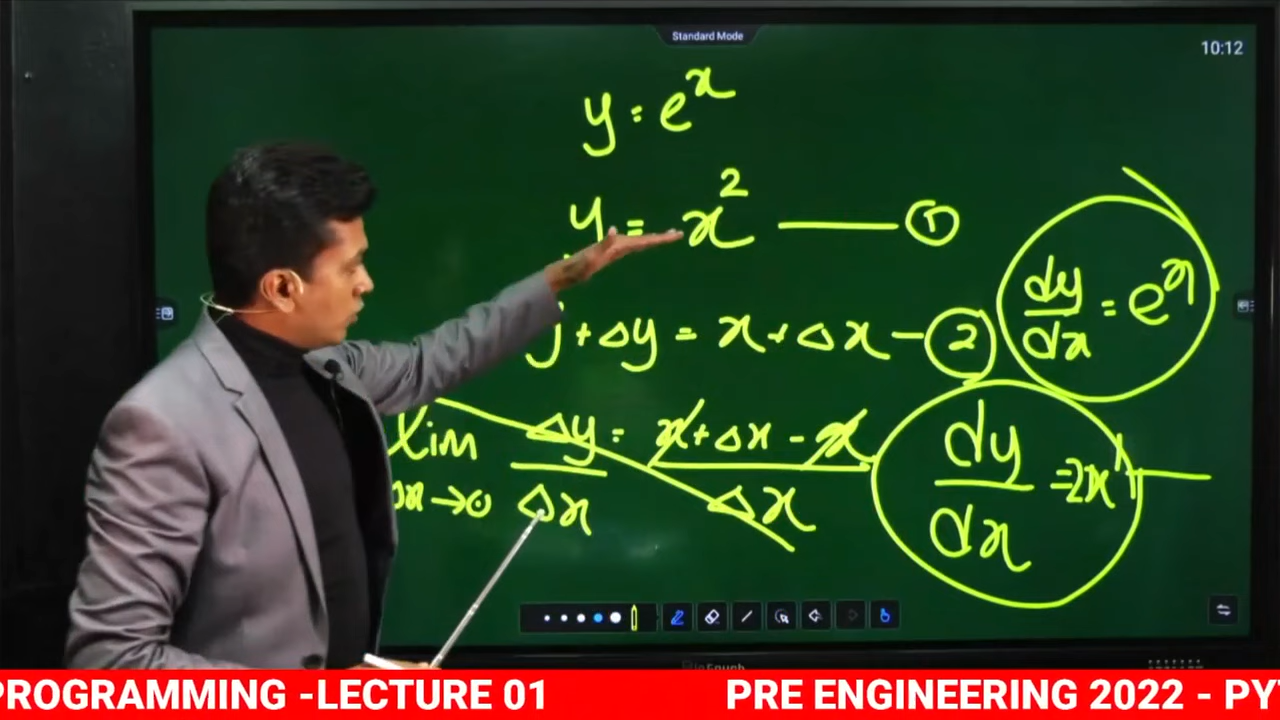 Standard Mode
10:12
y = e^x
y = x^2 —— ①
y + Δy = x + Δx - ②
dy/dx = e^x
lim Δx→0 Δy/Δx = x + Δx - x / Δx
dy/dx = 2x^1
PROGRAMMING -LECTURE 01 PRE ENGINEERING 2022 - PY